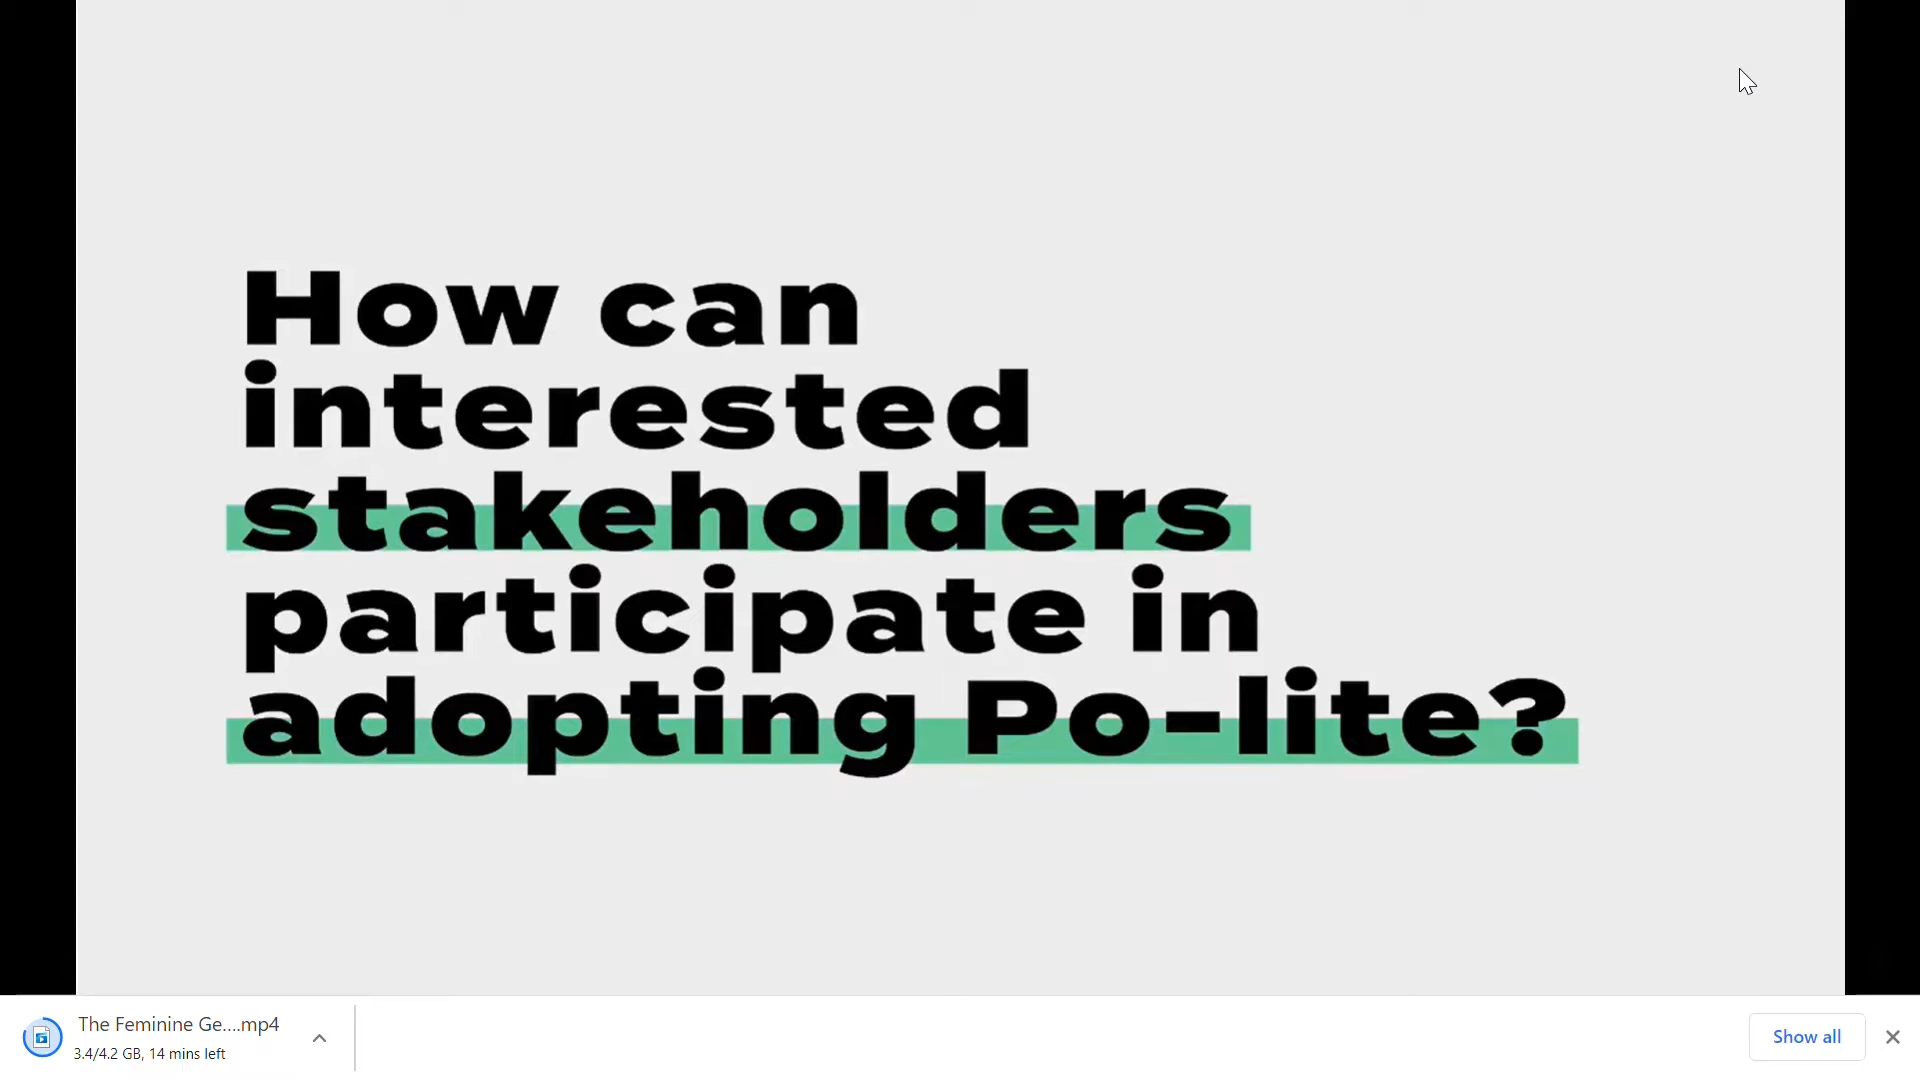 How can
interested
stakeholders
participate in
adopting Po-lite?
The Feminine Ge....mp4
3.4/4.2 GB, 14 mins left
Show all